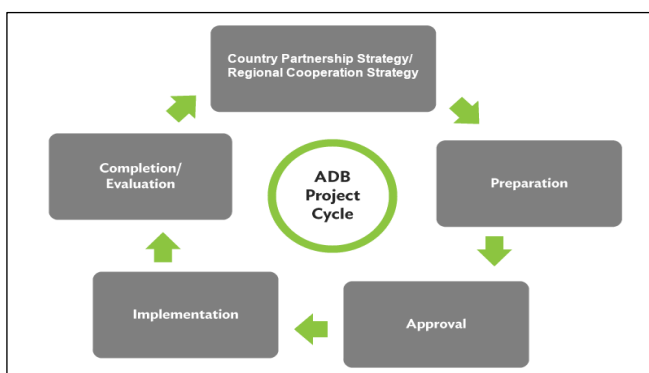 Country Partnership Strategy/
Regional Cooperation Strategy
Completion/
Evaluation
ADB
Project
Cycle
Preparation
Implementation
Approval